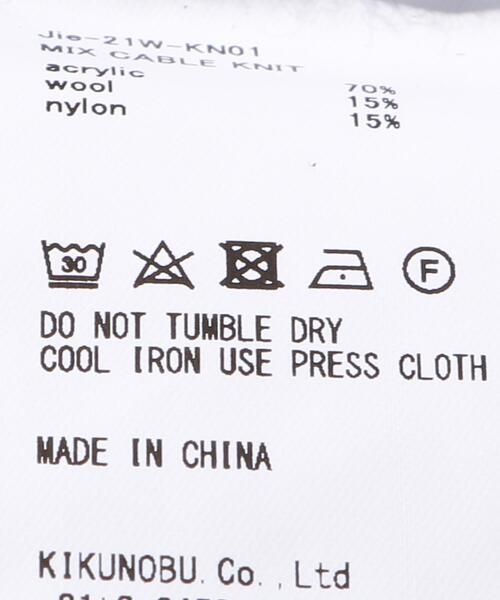 Jie-21W-KN01
MIX CABLE KNIT
acrylic 70%
wool 15%
nylon 15%
30
F
DO NOT TUMBLE DRY
COOL IRON USE PRESS CLOTH
MADE IN CHINA
KIKUNOBU.Co.,Ltd